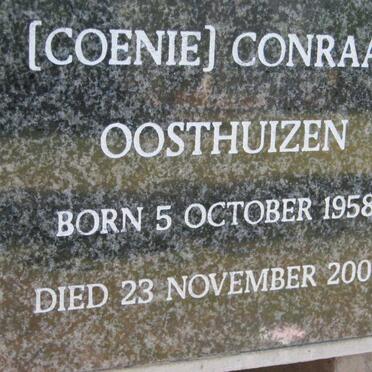 [COENIE] CONRAA
OOSTHUIZEN
BORN 5 OCTOBER 1958
DIED 23 NOVEMBER 200